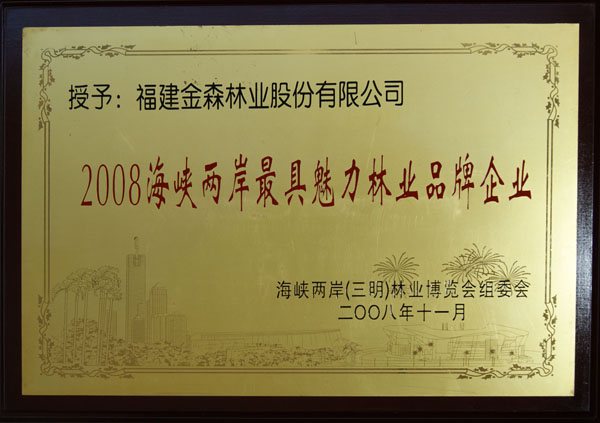 授予：福建金森林业股份有限公司
2008海峡两岸最具魅力林业品牌企业
海峡两岸(三明)林业博览会组委会
二〇〇八年十一月